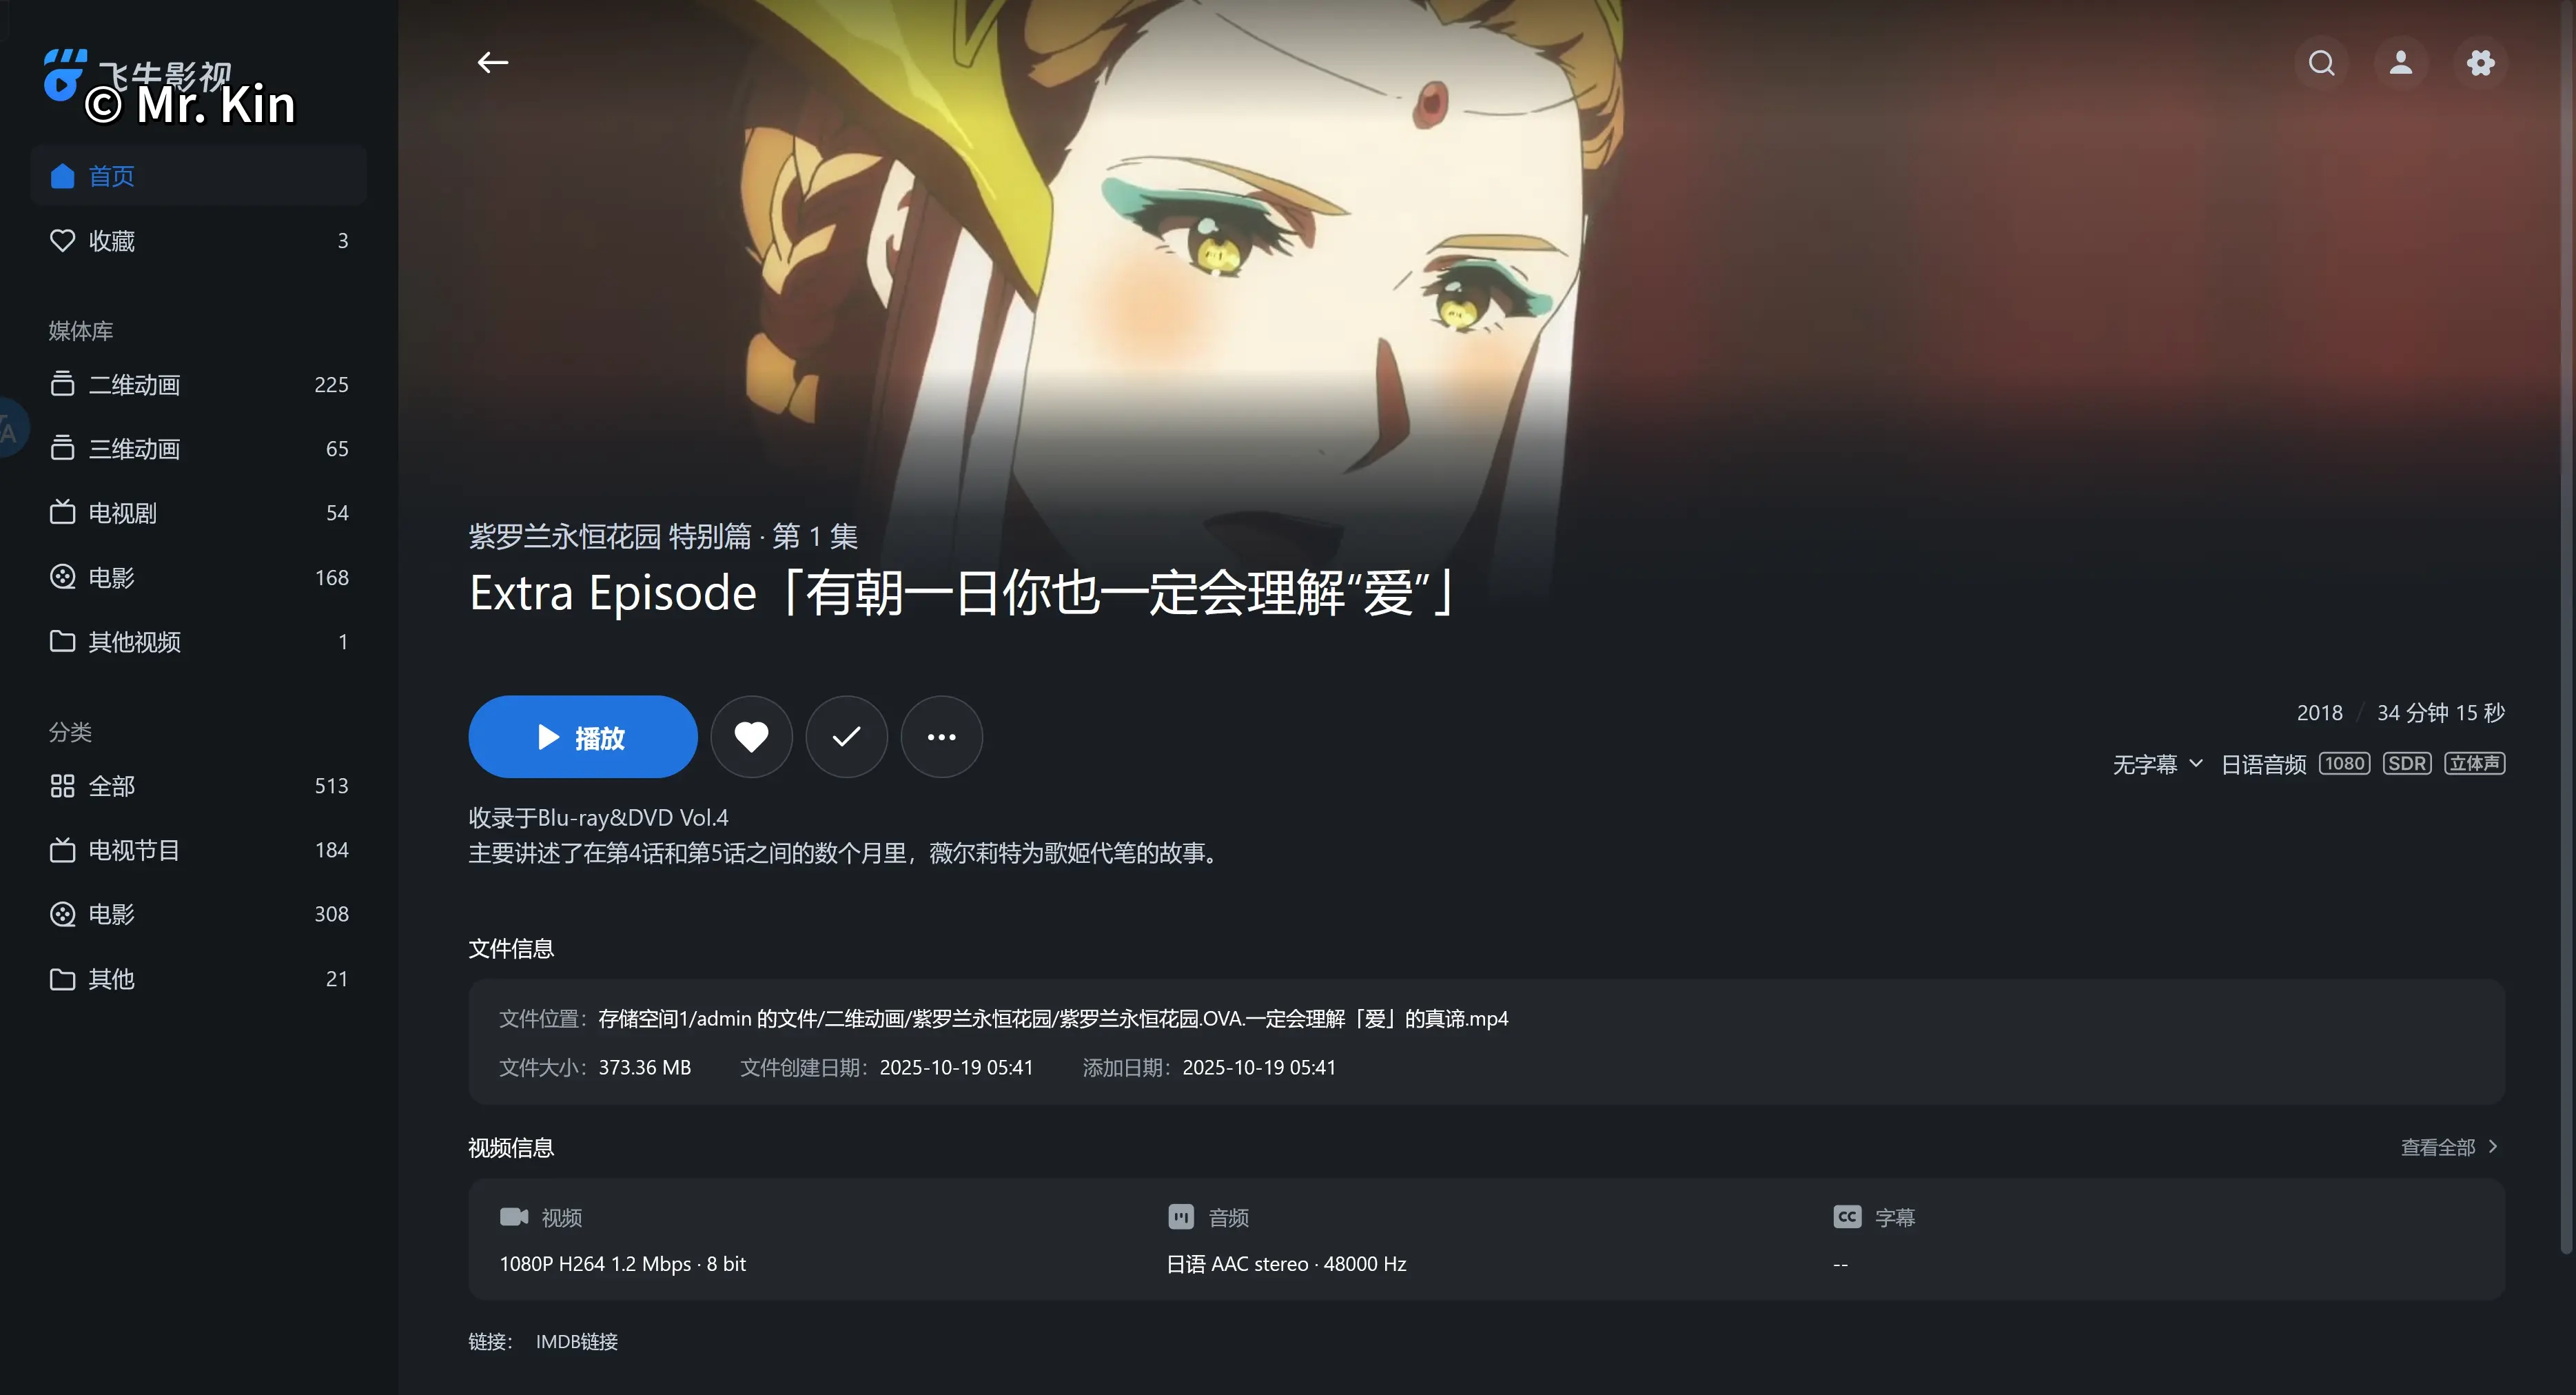 飞牛影视
© Mr. Kin
首页
收藏 3
媒体库
二维动画 225
三维动画 65
电视剧 54
电影 168
其他视频 1
分类
全部 513
电视节目 184
电影 308
其他 21
紫罗兰永恒花园 特别篇 · 第 1 集
Extra Episode「有朝一日你也一定会理解“爱”」
播放
2018 / 34 分钟 15 秒
无字幕 日语音频 1080 SDR 立体声
收录于Blu-ray&DVD Vol.4
主要讲述了在第4话和第5话之间的数个月里，薇尔莉特为歌姬代笔的故事。
文件信息
文件位置：存储空间1/admin 的文件/二维动画/紫罗兰永恒花园/紫罗兰永恒花园.OVA.一定会理解「爱」的真谛.mp4
文件大小：373.36 MB 文件创建日期：2025-10-19 05:41 添加日期：2025-10-19 05:41
视频信息 查看全部
视频 音频 CC 字幕
1080P H264 1.2 Mbps · 8 bit 日语 AAC stereo · 48000 Hz --
链接： IMDB链接